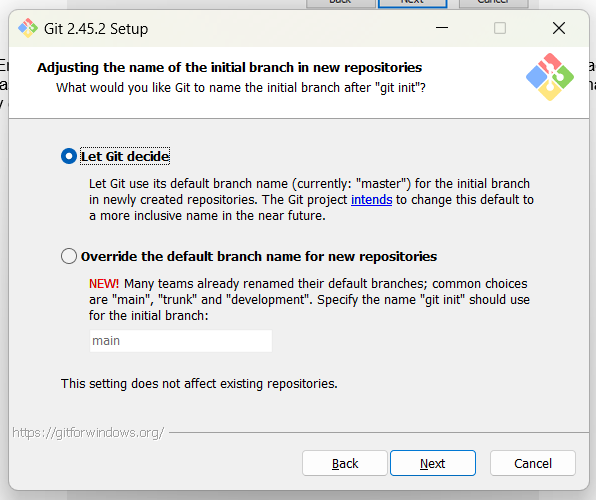 Back
Next
Cancel
Git 2.45.2 Setup
Adjusting the name of the initial branch in new repositories
What would you like Git to name the initial branch after "git init"?
Let Git decide
Let Git use its default branch name (currently: "master") for the initial branch
in newly created repositories. The Git project intends to change this default to
a more inclusive name in the near future.
Override the default branch name for new repositories
NEW! Many teams already renamed their default branches; common choices
are "main", "trunk" and "development". Specify the name "git init" should use
for the initial branch:
main
This setting does not affect existing repositories.
https://gitforwindows.org/
Back
Next
Cancel